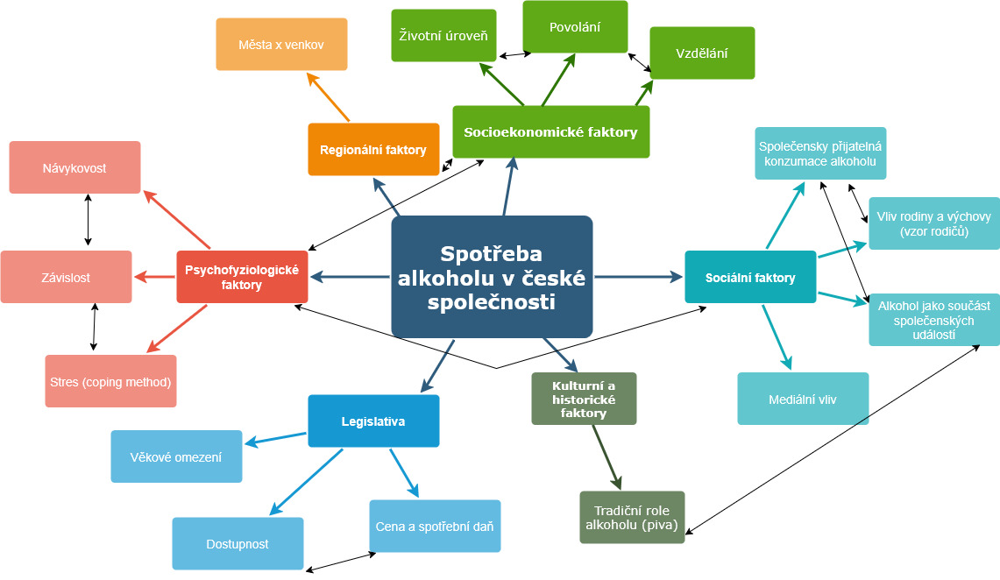 Životní úroveň
Povolání
Vzdělání
Města x venkov
Socioekonomické faktory
Regionální faktory
Společensky přijatelná
konzumace alkoholu
Návykovost
Vliv rodiny a výchovy
(vzor rodičů)
Spotřeba
alkoholu v české
společnosti
Psychofyziologické
faktory
Závislost
Sociální faktory
Alkohol jako součást
společenských
událostí
Stres (coping method)
Kulturní a
historické
faktory
Mediální vliv
Legislativa
Věkové omezení
Tradiční role
alkoholu (piva)
Cena a spotřební daň
Dostupnost